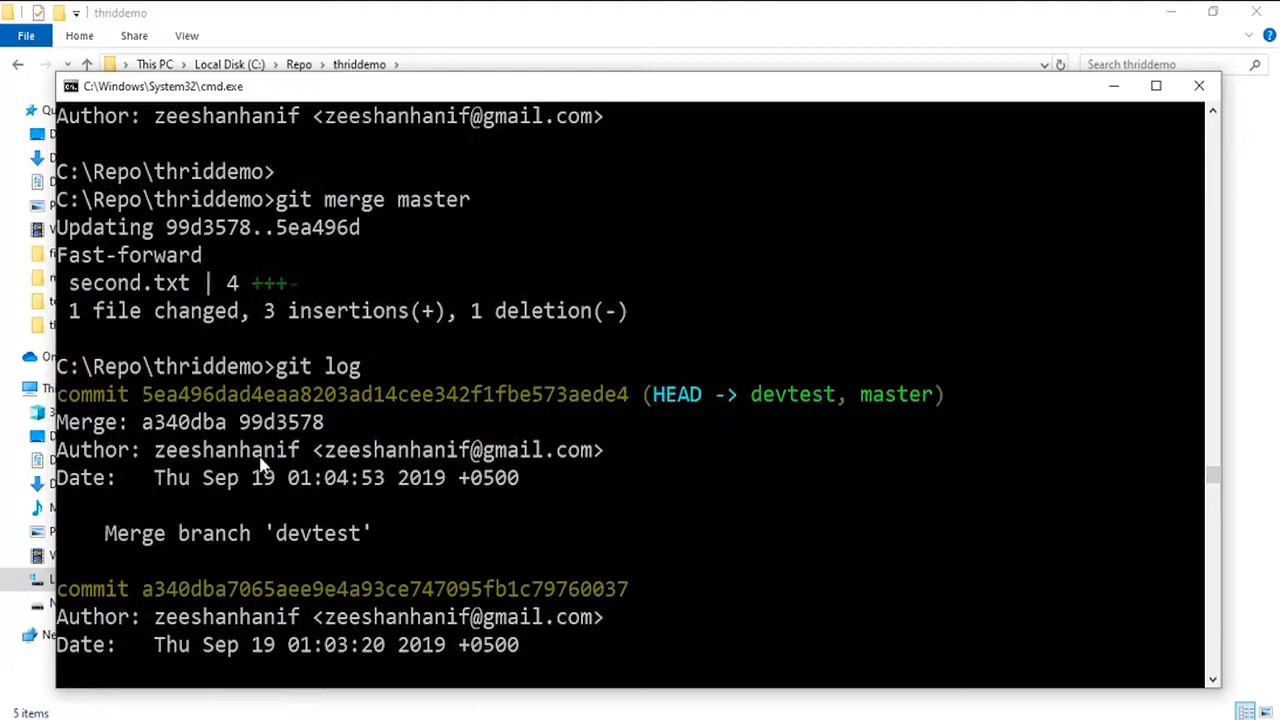 thriddemo
File Home Share View
This PC Local Disk (C:) Repo thriddemo Search thriddemo
C:\Windows\System32\cmd.exe
Author: zeeshanhanif <zeeshanhanif@gmail.com>
C:\Repo\thriddemo>
C:\Repo\thriddemo>git merge master
Updating 99d3578..5ea496d
Fast-forward
second.txt | 4 +++-
1 file changed, 3 insertions(+), 1 deletion(-)
C:\Repo\thriddemo>git log
commit 5ea496dad4eaa8203ad14cee342f1fbe573aede4 (HEAD -> devtest, master)
Merge: a340dba 99d3578
Author: zeeshanhanif <zeeshanhanif@gmail.com>
Date: Thu Sep 19 01:04:53 2019 +0500
Merge branch 'devtest'
commit a340dba7065aee9e4a93ce747095fb1c79760037
Author: zeeshanhanif <zeeshanhanif@gmail.com>
Date: Thu Sep 19 01:03:20 2019 +0500
5 items